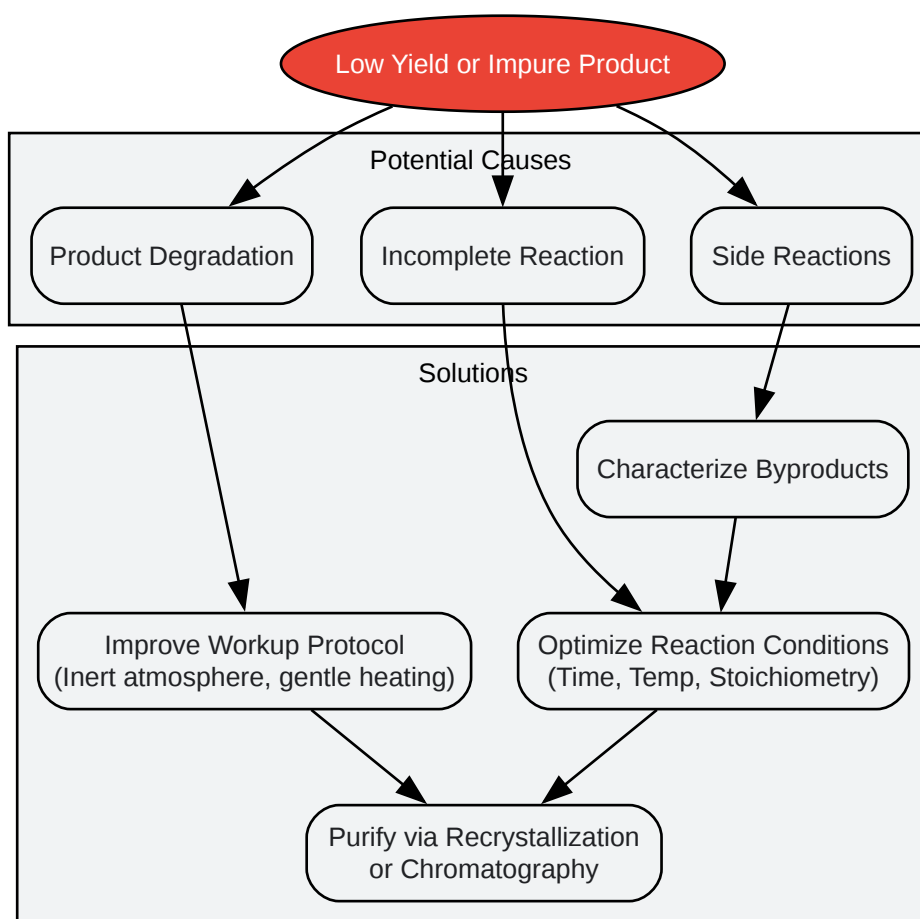 Low Yield or Impure Product
Potential Causes
Product Degradation
Incomplete Reaction
Side Reactions
Solutions
Characterize Byproducts
Improve Workup Protocol
(Inert atmosphere, gentle heating)
Optimize Reaction Conditions
(Time, Temp, Stoichiometry)
Purify via Recrystallization
or Chromatography